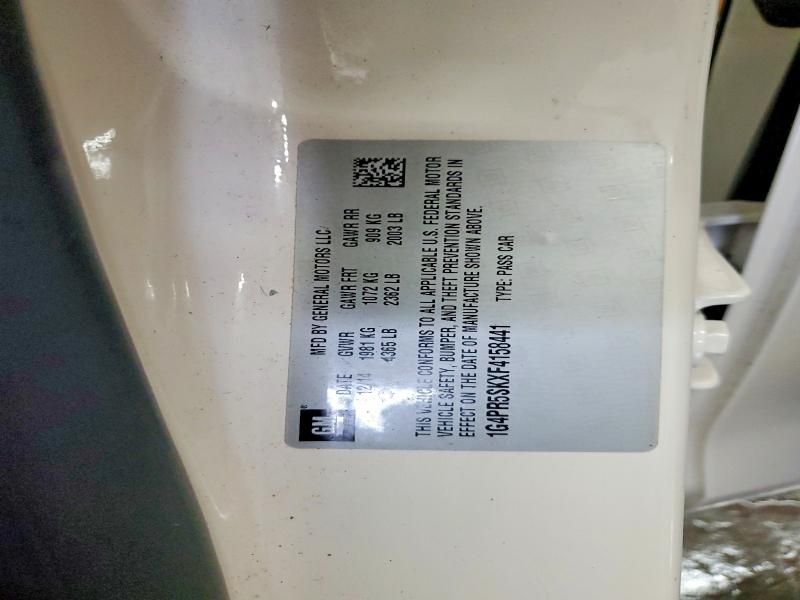 GM®
MFD BY GENERAL MOTORS LLC
DATE GVWR GAWR FRT GAWR RR
12/14 1981 KG 1072 KG 909 KG
4365 LB 2362 LB 2003 LB
THIS VEHICLE CONFORMS TO ALL APPLICABLE U.S. FEDERAL MOTOR
VEHICLE SAFETY, BUMPER, AND THEFT PREVENTION STANDARDS IN
EFFECT ON THE DATE OF MANUFACTURE SHOWN ABOVE.
1G4PR5SKXF4158441 TYPE: PASS CAR